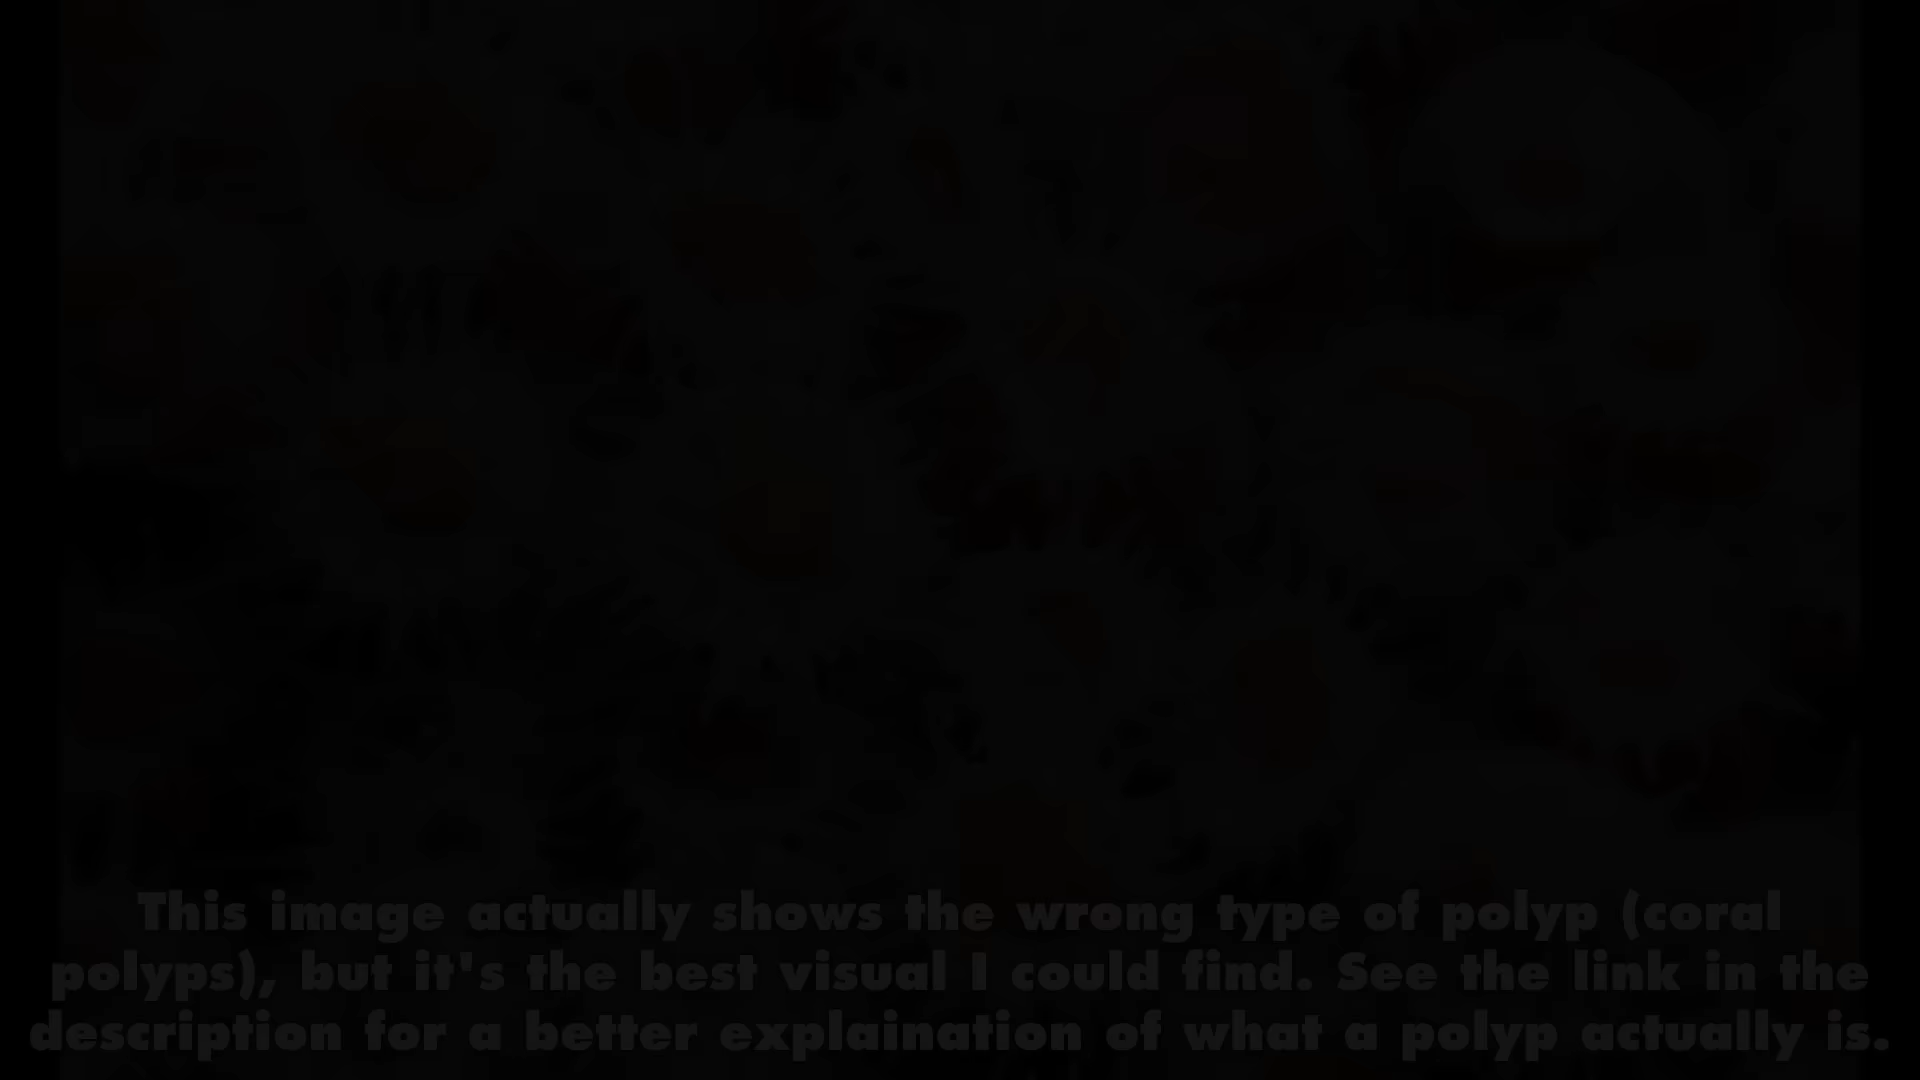 This image actually shows the wrong type of polyp (coral
polyps), but it's the best visual I could find. See the link in the
description for a better explaination of what a polyp actually is.